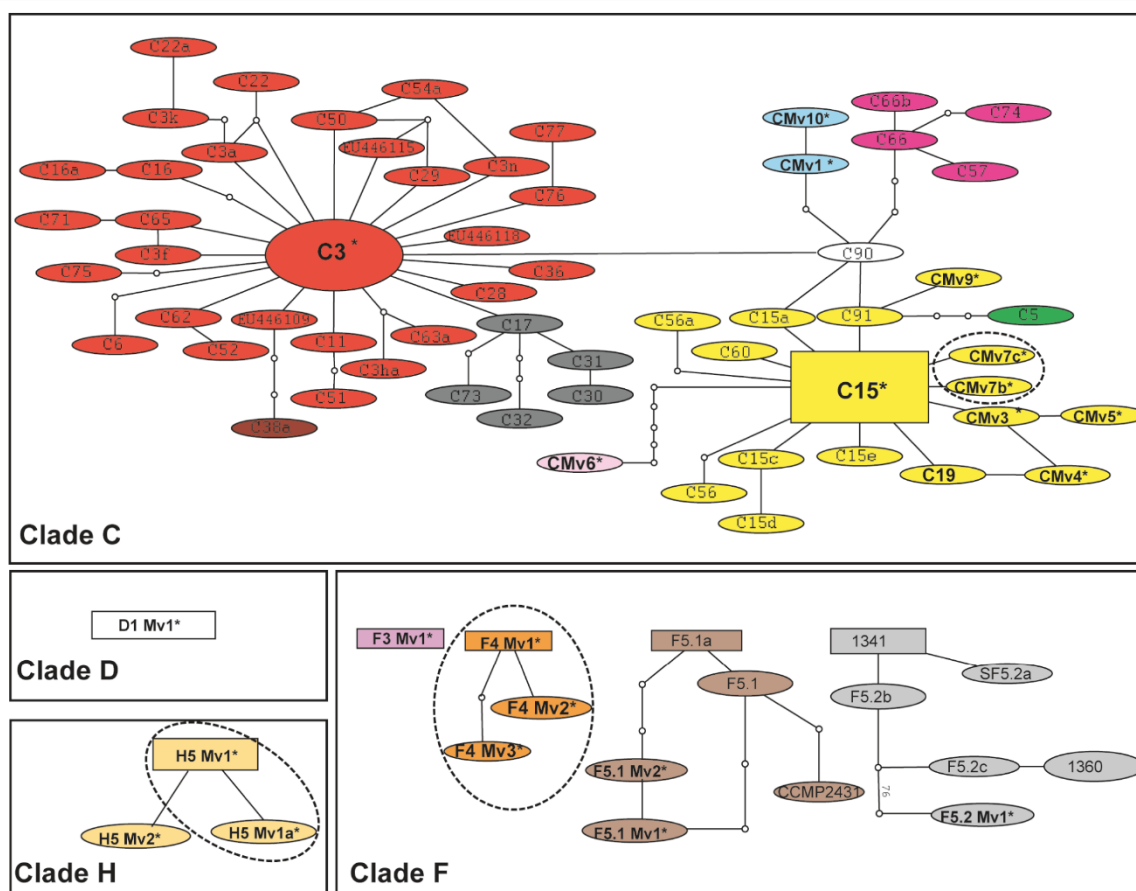 C22a
C22
C54a
C3k
C50
C3a
EU446115
C77
C16a
C16
C29
C3n
C76
C71
C65
C3f
C3 *
EU446118
C75
C36
C28
C62
EU446109
C17
C6
C52
C11
C63a
C3ha
C31
C51
C73
C30
C38a
C32
C66b
C74
CMv10*
C66
CMv1 *
C57
C90
CMv9*
C56a
C15a
C91
C5
C60
CMv7c*
C15*
CMv7b*
CMv3 *
CMv5*
CMv6*
C15c
C15e
C19
CMv4*
C56
C15d
Clade C
D1 Mv1*
Clade D
H5 Mv1*
H5 Mv2*
H5 Mv1a*
Clade H
F3 Mv1*
F4 Mv1*
F4 Mv2*
F4 Mv3*
F5.1a
F5.1
F5.1 Mv2*
CCMP2431
F5.1 Mv1*
1341
SF5.2a
F5.2b
F5.2c
1360
76
F5.2 Mv1*
Clade F